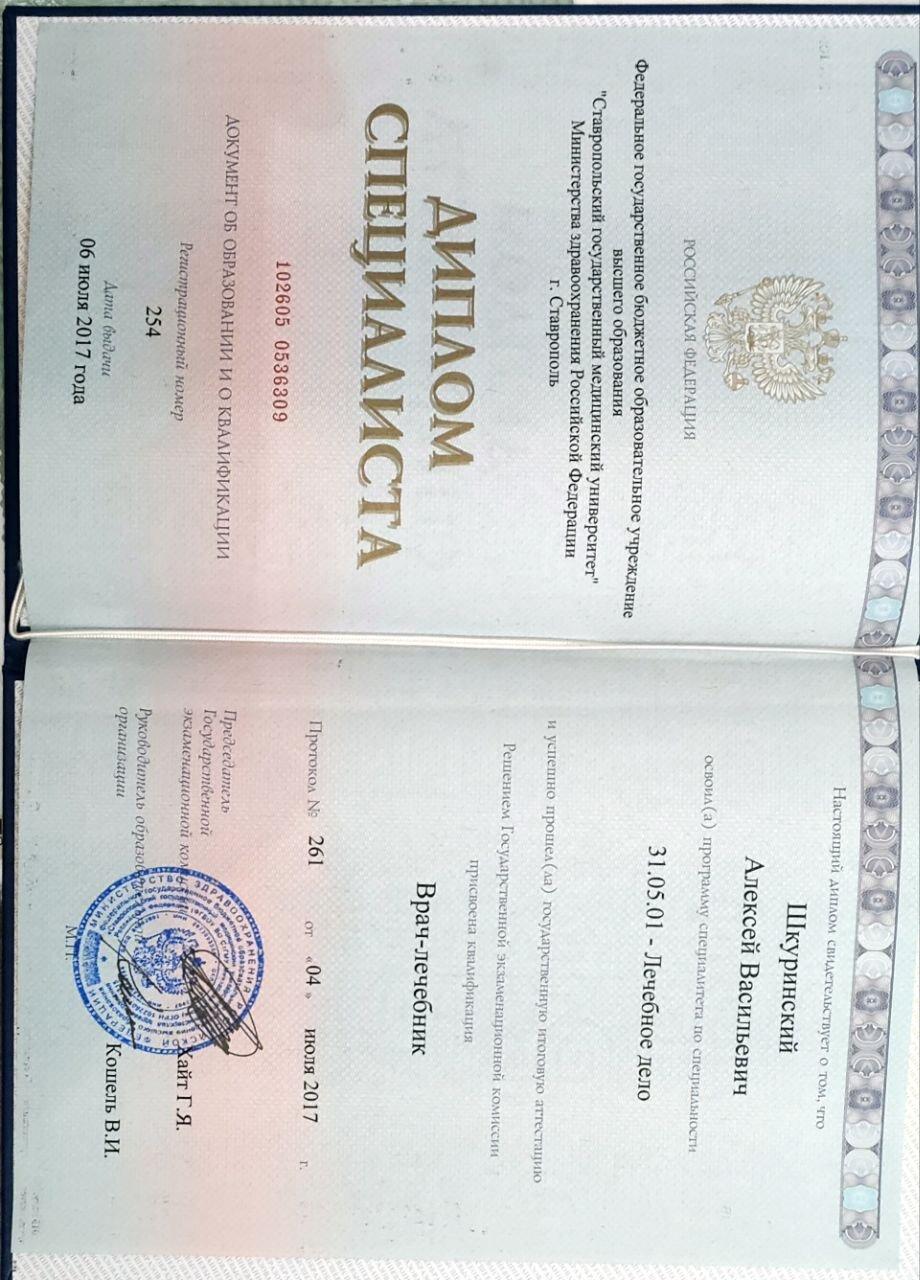 РОССИЙСКАЯ ФЕДЕРАЦИЯ
Федеральное государственное бюджетное образовательное учреждение
высшего образования
"Ставропольский государственный медицинский университет"
Министерства здравоохранения Российской Федерации
г. Ставрополь
ДИПЛОМ
СПЕЦИАЛИСТА
102605 0536309
ДОКУМЕНТ ОБ ОБРАЗОВАНИИ И О КВАЛИФИКАЦИИ
Регистрационный номер
254
Дата выдачи
06 июля 2017 года
Настоящий диплом свидетельствует о том, что
Шкуринский
Алексей Васильевич
освоил(а) программу специалитета по специальности
31.05.01 - Лечебное дело
и успешно прошел(ла) государственную итоговую аттестацию
Решением Государственной экзаменационной комиссии
присвоена квалификация
Врач-лечебник
Протокол № 261 от «04» июля 2017 г.
Председатель
Государственной
экзаменационной Хайт Г.Я.
Руководитель
организации Кошель В.И.
М.П.